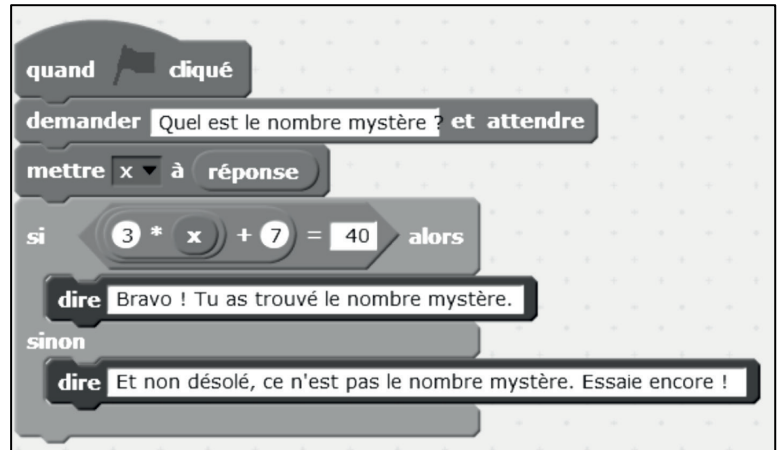 quand cliqué
demander Quel est le nombre mystère ? et attendre
mettre x à réponse
si 3 * x + 7 = 40 alors
dire Bravo ! Tu as trouvé le nombre mystère.
sinon
dire Et non désolé, ce n'est pas le nombre mystère. Essaie encore !